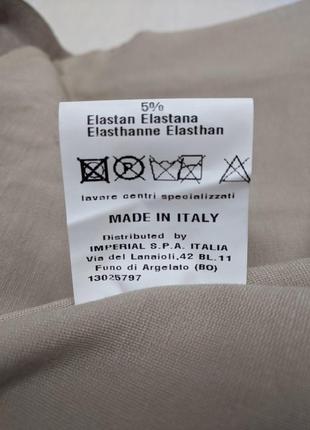 5%
Elastan Elastana
Elasthanne Elasthan
P
lavare centri specializzati
MADE IN ITALY
Distributed by
IMPERIAL S.P.A. ITALIA
Via del Lanaioli,42 BL.11
Funo di Argelato (BO)
13025797